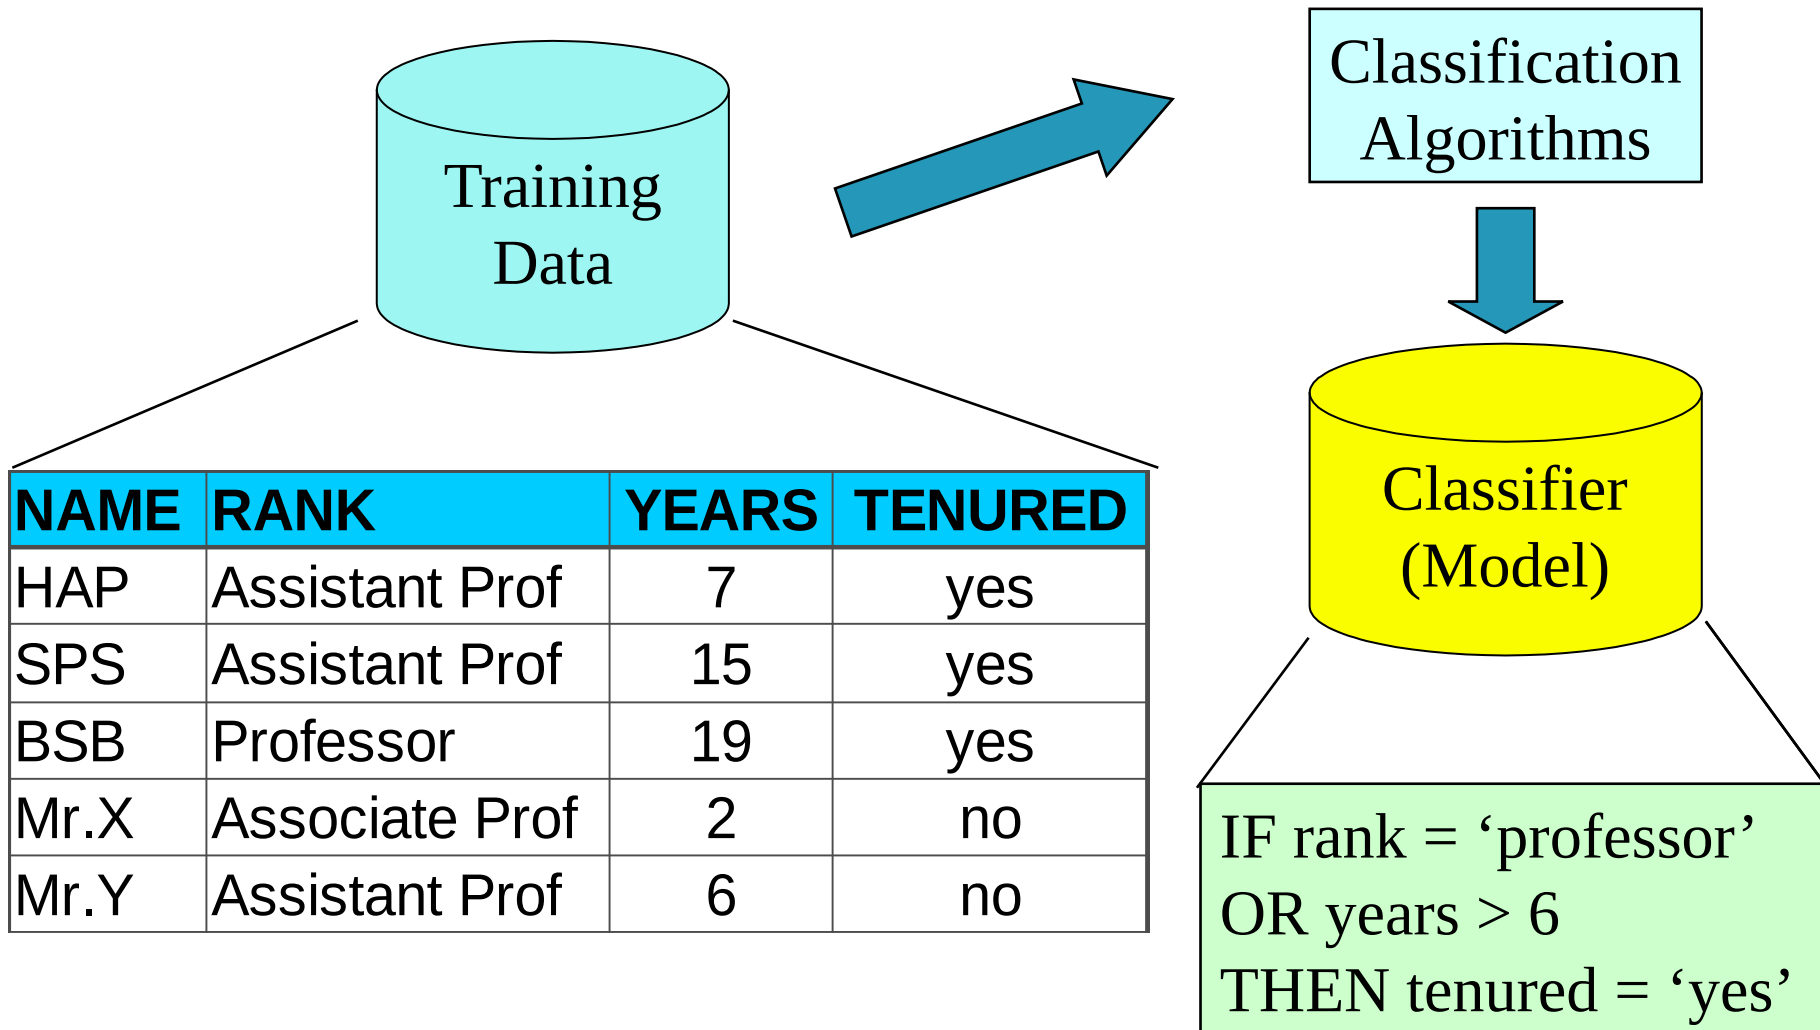 Training
Data
Classification
Algorithms
Classifier
(Model)
NAME RANK YEARS TENURED
HAP Assistant Prof 7 yes
SPS Assistant Prof 15 yes
BSB Professor 19 yes
Mr.X Associate Prof 2 no
Mr.Y Assistant Prof 6 no
IF rank = ‘professor’
OR years > 6
THEN tenured = ‘yes’